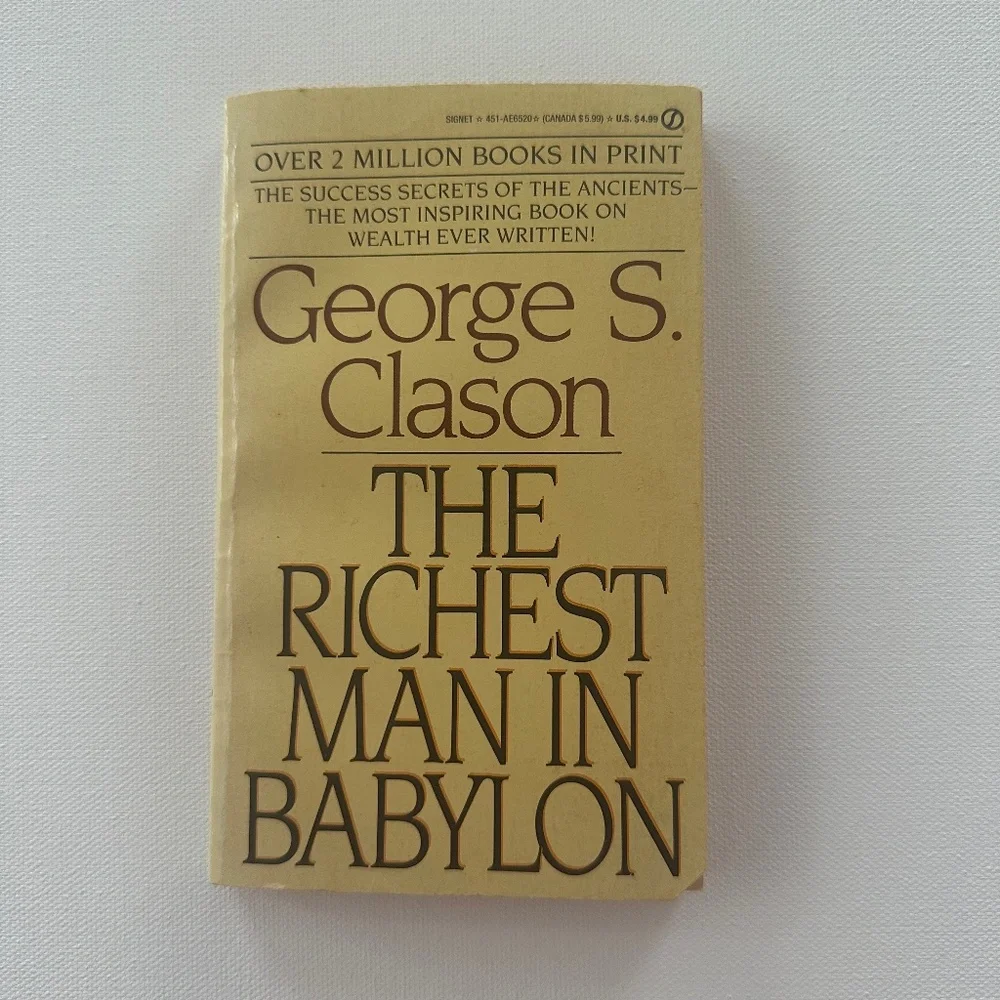 SIGNET ☆ 451-AE6520☆ (CANADA $5.99) ☆ U.S. $4.99
OVER 2 MILLION BOOKS IN PRINT
THE SUCCESS SECRETS OF THE ANCIENTS—
THE MOST INSPIRING BOOK ON
WEALTH EVER WRITTEN!
George S.
Clason
THE
RICHEST
MAN IN
BABYLON